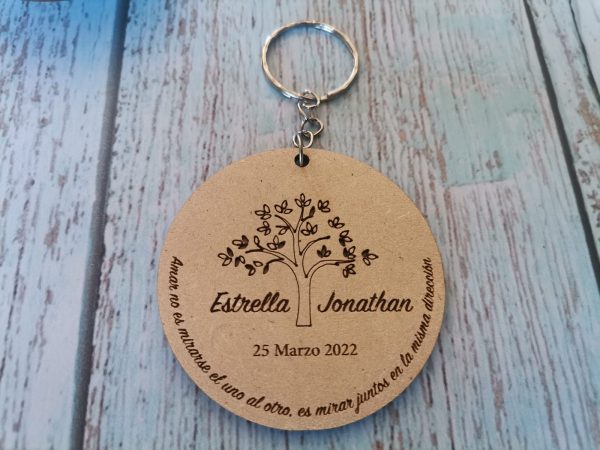 Estrella Jonathan
25 Marzo 2022
Amar no es mirarse el uno al otro, es mirar juntos en la misma dirección